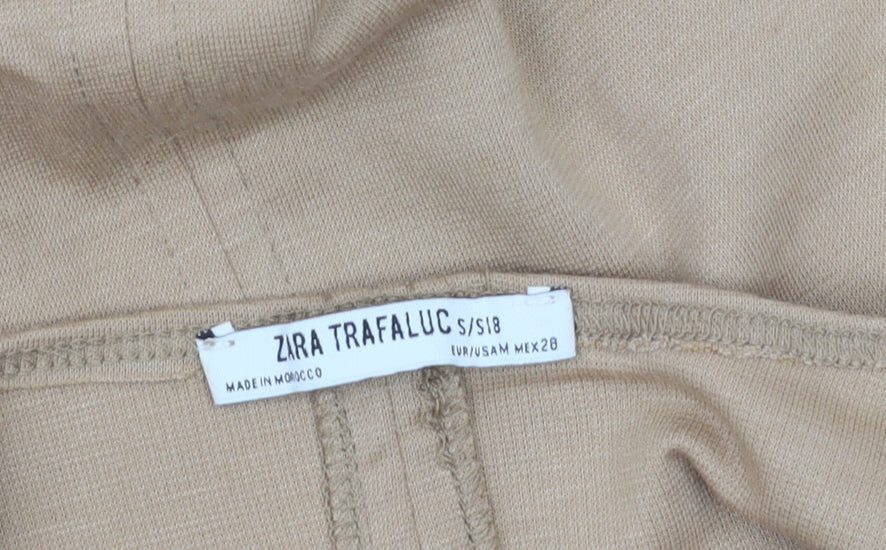 ZARA TRAFALUC S/S18
MADE IN MOROCCO EUR/USAM MEX28